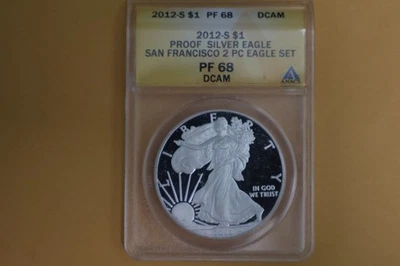 2012-S $1 PF 68 DCAM
2012-S $1
PROOF SILVER EAGLE
SAN FRANCISCO 2 PC EAGLE SET
PF 68
DCAM
ANACS
LIBERTY
IN GOD
WE TRUST